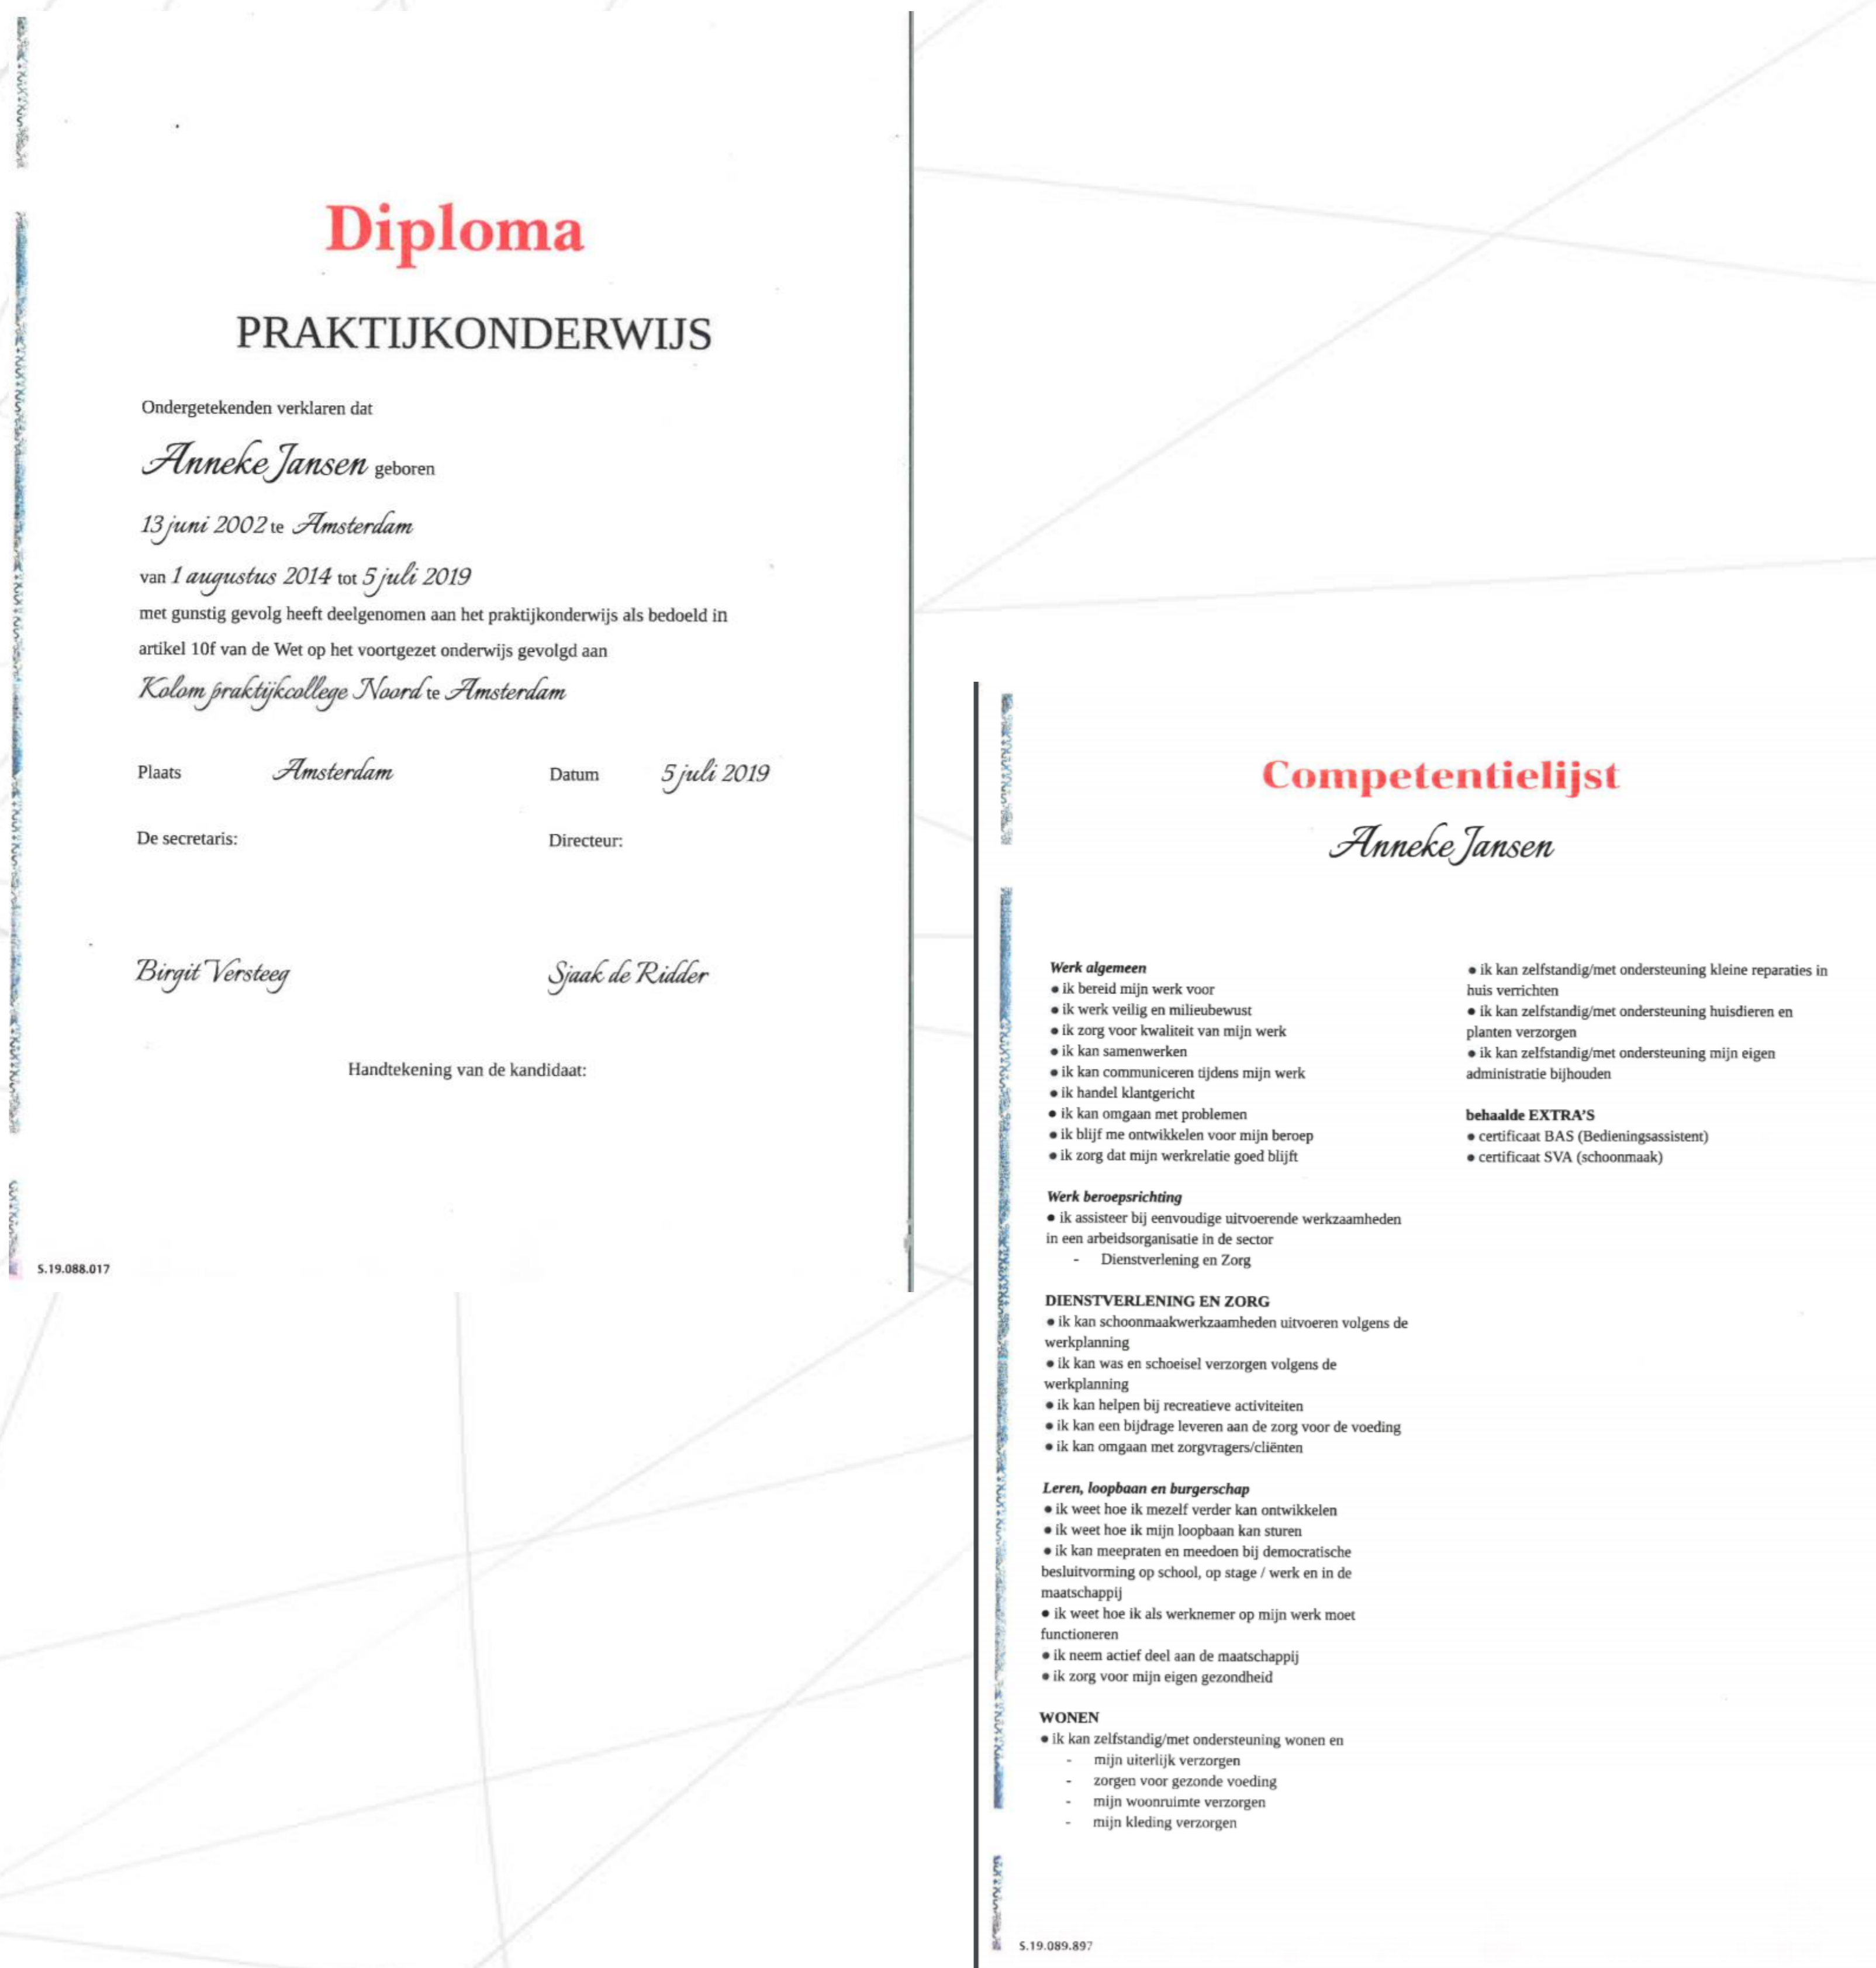 Diploma
PRAKTIJKONDERWIJS
Ondergetekenden verklaren dat
Anneke Jansen geboren
13 juni 2002 te Amsterdam
van 1 augustus 2014 tot 5 juli 2019
met gunstig gevolg heeft deelgenomen aan het praktijkonderwijs als bedoeld in
artikel 10f van de Wet op het voortgezet onderwijs gevolgd aan
Kolom praktijkcollege Noord te Amsterdam
Plaats Amsterdam Datum 5 juli 2019
De secretaris: Directeur:
Birgit Versteeg Sjaak de Ridder
Handtekening van de kandidaat:
S.19.088.017
Competentielijst
Anneke Jansen
Werk algemeen
• ik bereid mijn werk voor
• ik werk veilig en milieubewust
• ik zorg voor kwaliteit van mijn werk
• ik kan samenwerken
• ik kan communiceren tijdens mijn werk
• ik handel klantgericht
• ik kan omgaan met problemen
• ik blijf me ontwikkelen voor mijn beroep
• ik zorg dat mijn werkrelatie goed blijft
Werk beroepsrichting
• ik assisteer bij eenvoudige uitvoerende werkzaamheden
in een arbeidsorganisatie in de sector
- Dienstverlening en Zorg
DIENSTVERLENING EN ZORG
• ik kan schoonmaakwerkzaamheden uitvoeren volgens de
werkplanning
• ik kan was en schoeisel verzorgen volgens de
werkplanning
• ik kan helpen bij recreatieve activiteiten
• ik kan een bijdrage leveren aan de zorg voor de voeding
• ik kan omgaan met zorgvragers/cliënten
Leren, loopbaan en burgerschap
• ik weet hoe ik mezelf verder kan ontwikkelen
• ik weet hoe ik mijn loopbaan kan sturen
• ik kan meepraten en meedoen bij democratische
besluitvorming op school, op stage / werk en in de
maatschappij
• ik weet hoe ik als werknemer op mijn werk moet
functioneren
• ik neem actief deel aan de maatschappij
• ik zorg voor mijn eigen gezondheid
WONEN
• ik kan zelfstandig/met ondersteuning wonen en
- mijn uiterlijk verzorgen
- zorgen voor gezonde voeding
- mijn woonruimte verzorgen
- mijn kleding verzorgen
• ik kan zelfstandig/met ondersteuning kleine reparaties in
huis verrichten
• ik kan zelfstandig/met ondersteuning huisdieren en
planten verzorgen
• ik kan zelfstandig/met ondersteuning mijn eigen
administratie bijhouden
behaalde EXTRA'S
• certificaat BAS (Bedieningsassistent)
• certificaat SVA (schoonmaak)
S.19.089.897